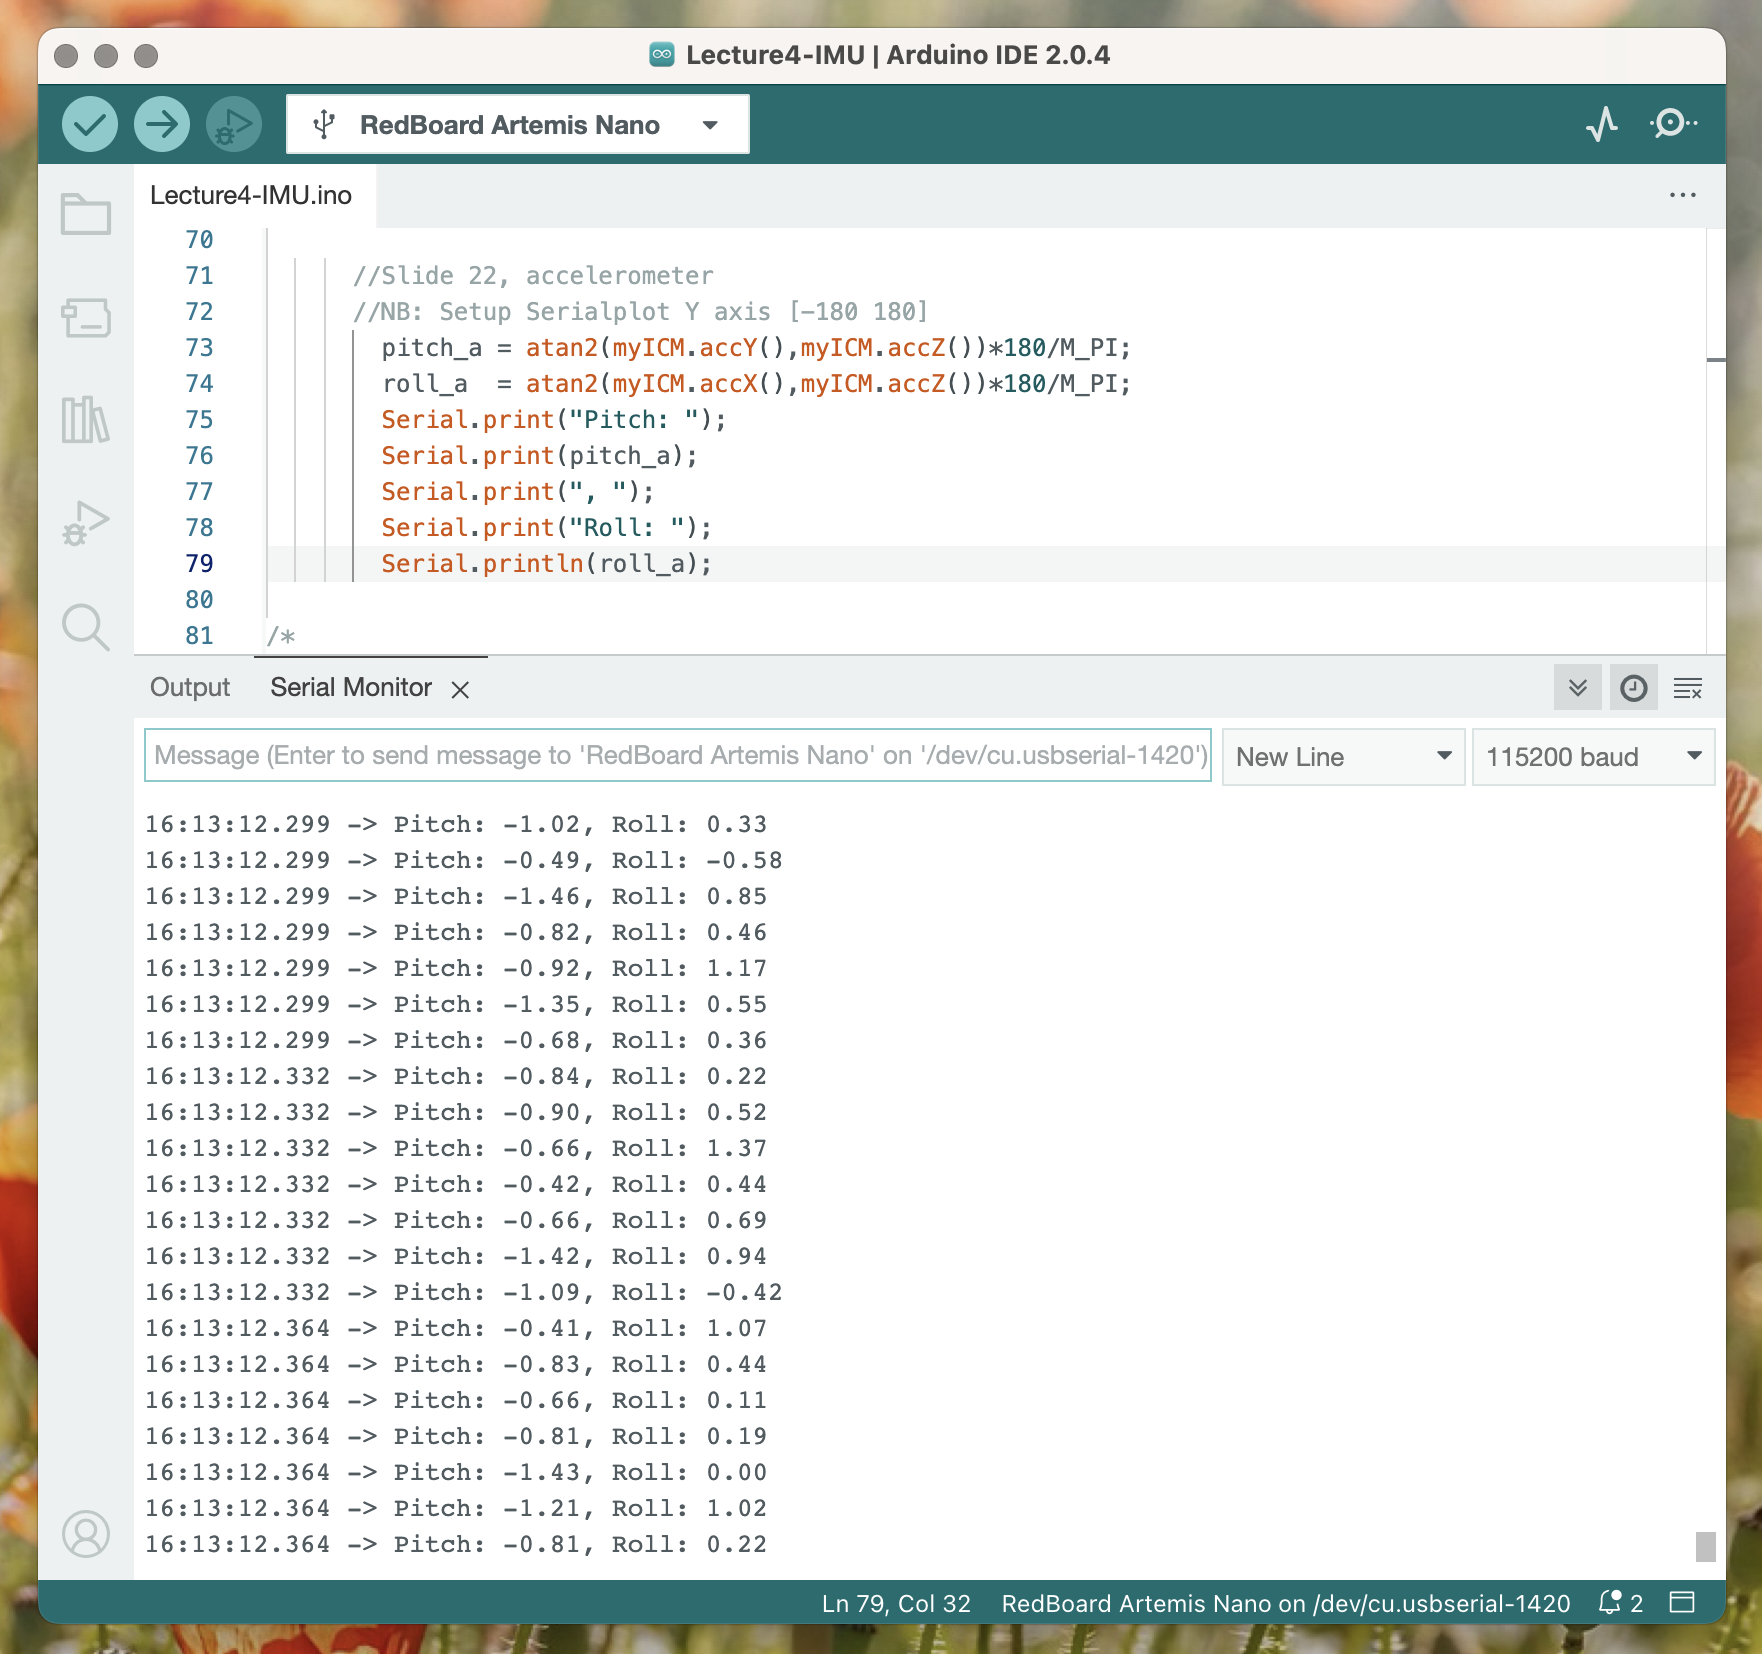 Lecture4-IMU | Arduino IDE 2.0.4
RedBoard Artemis Nano
Lecture4-IMU.ino
70
71 //Slide 22, accelerometer
72 //NB: Setup Serialplot Y axis [-180 180]
73 pitch_a = atan2(myICM.accY(),myICM.accZ())*180/M_PI;
74 roll_a  = atan2(myICM.accX(),myICM.accZ())*180/M_PI;
75 Serial.print("Pitch: ");
76 Serial.print(pitch_a);
77 Serial.print(", ");
78 Serial.print("Roll: ");
79 Serial.println(roll_a);
80
81 /*
Output Serial Monitor
Message (Enter to send message to 'RedBoard Artemis Nano' on '/dev/cu.usbserial-1420') New Line 115200 baud
16:13:12.299 -> Pitch: -1.02, Roll: 0.33
16:13:12.299 -> Pitch: -0.49, Roll: -0.58
16:13:12.299 -> Pitch: -1.46, Roll: 0.85
16:13:12.299 -> Pitch: -0.82, Roll: 0.46
16:13:12.299 -> Pitch: -0.92, Roll: 1.17
16:13:12.299 -> Pitch: -1.35, Roll: 0.55
16:13:12.299 -> Pitch: -0.68, Roll: 0.36
16:13:12.332 -> Pitch: -0.84, Roll: 0.22
16:13:12.332 -> Pitch: -0.90, Roll: 0.52
16:13:12.332 -> Pitch: -0.66, Roll: 1.37
16:13:12.332 -> Pitch: -0.42, Roll: 0.44
16:13:12.332 -> Pitch: -0.66, Roll: 0.69
16:13:12.332 -> Pitch: -1.42, Roll: 0.94
16:13:12.332 -> Pitch: -1.09, Roll: -0.42
16:13:12.364 -> Pitch: -0.41, Roll: 1.07
16:13:12.364 -> Pitch: -0.83, Roll: 0.44
16:13:12.364 -> Pitch: -0.66, Roll: 0.11
16:13:12.364 -> Pitch: -0.81, Roll: 0.19
16:13:12.364 -> Pitch: -1.43, Roll: 0.00
16:13:12.364 -> Pitch: -1.21, Roll: 1.02
16:13:12.364 -> Pitch: -0.81, Roll: 0.22
Ln 79, Col 32 RedBoard Artemis Nano on /dev/cu.usbserial-1420 2